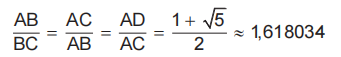 AB/BC = AC/AB = AD/AC = (1 + √5)/2 ≈ 1,618034